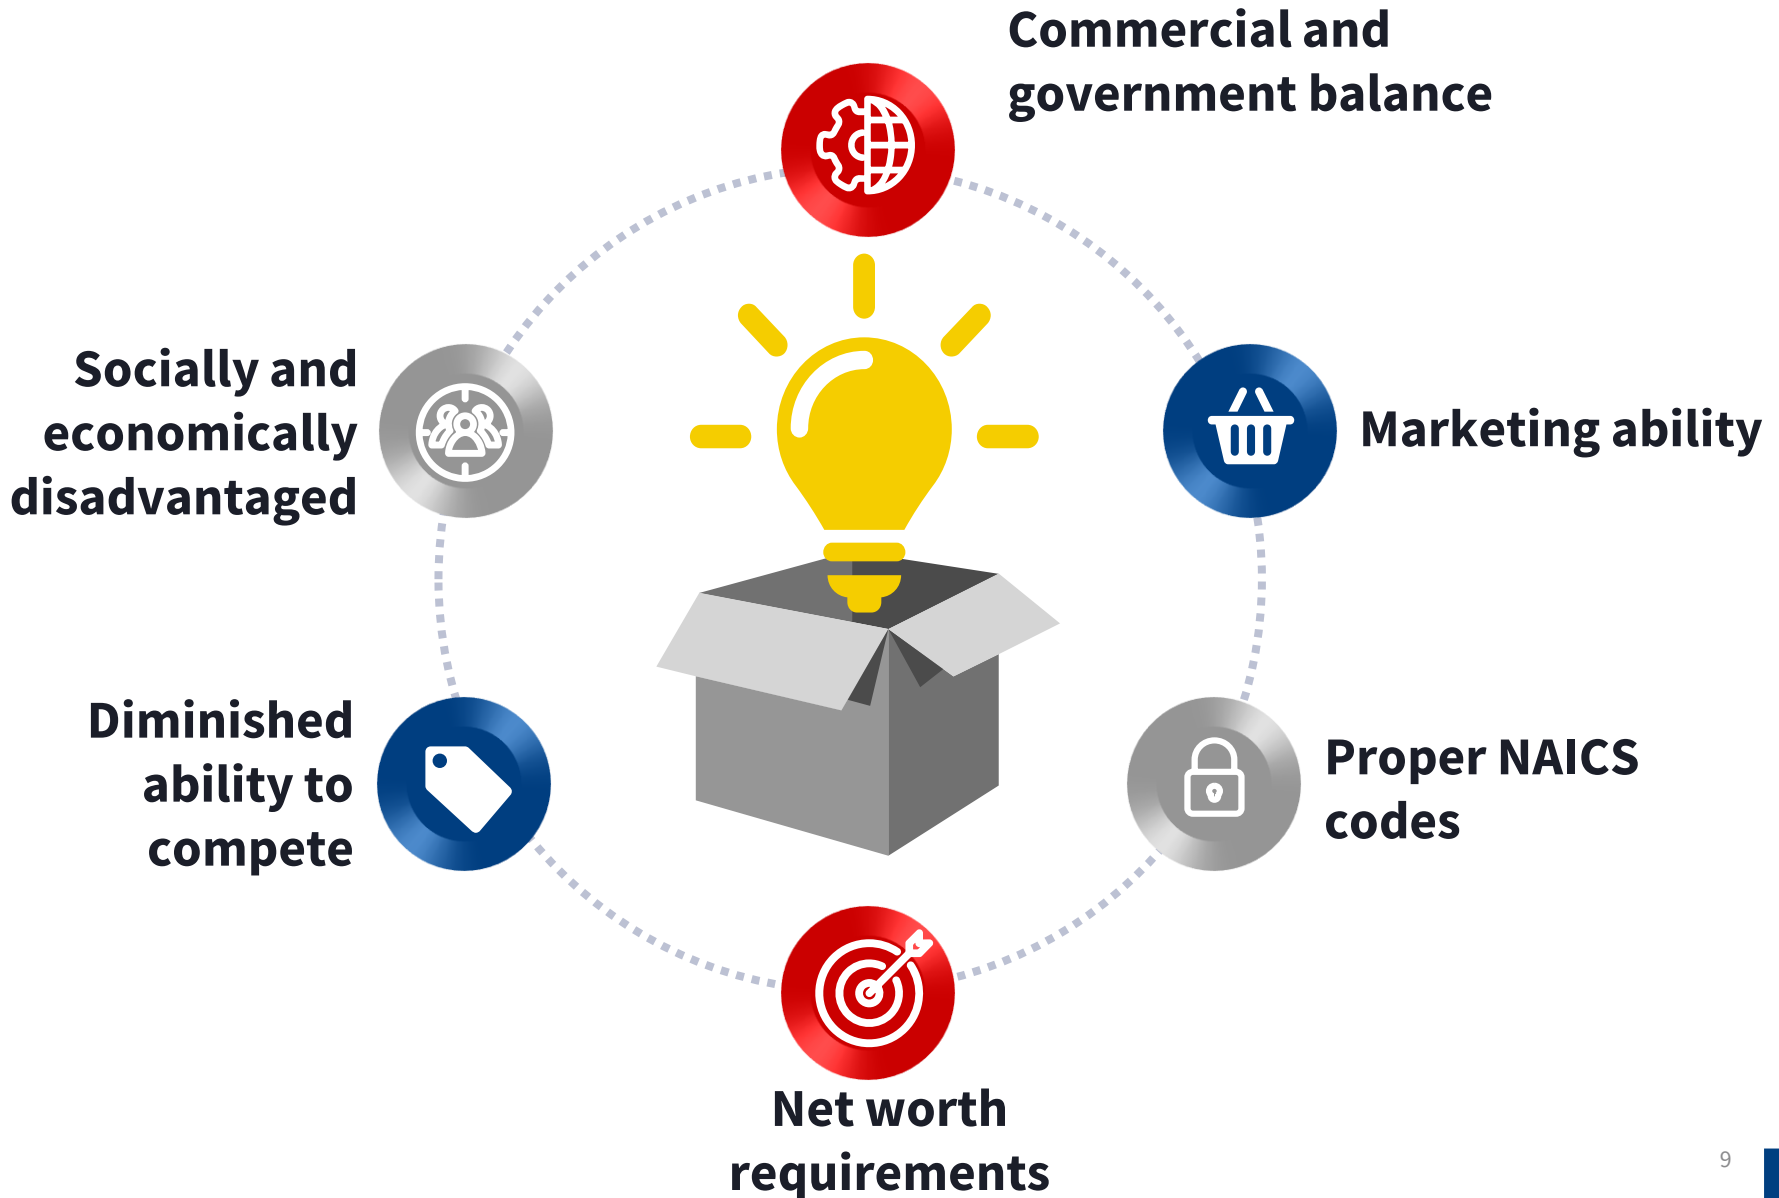 Commercial and
government balance
Socially and
economically
disadvantaged
Marketing ability
Diminished
ability to
compete
Proper NAICS
codes
Net worth
requirements
9